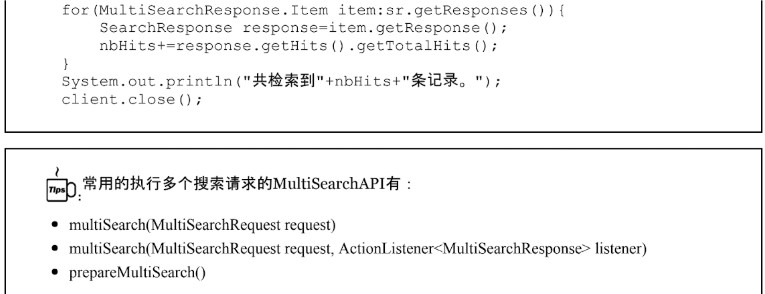 for(MultiSearchResponse.Item item:sr.getResponses()){
SearchResponse response=item.getResponse();
nbHits+=response.getHits().getTotalHits();
}
System.out.println("共检索到"+nbHits+"条记录。");
client.close();
Tips:常用的执行多个搜索请求的MultiSearchAPI有：
• multiSearch(MultiSearchRequest request)
• multiSearch(MultiSearchRequest request, ActionListener<MultiSearchResponse> listener)
• prepareMultiSearch()